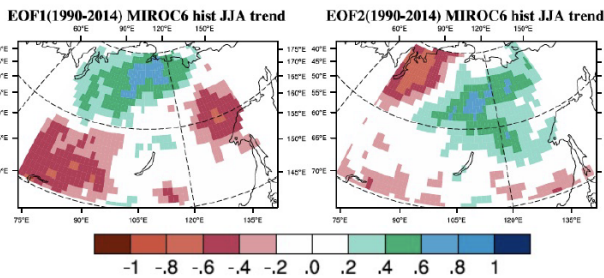 EOF1(1990-2014) MIROC6 hist JJA trend EOF2(1990-2014) MIROC6 hist JJA trend
60°E 90°E 120°E 150°E 60°E 90°E 120°E 150°E
175°E 40°E
170°E 45°E
165°E 50°E
160°E 55°E
155°E 60°E
150°E 65°E
145°E 70°E
75°E 90°E 105°E 120°E 135°E 75°E 90°E 105°E 120°E 135°E
-1 -.8 -.6 -.4 -.2 .0 .2 .4 .6 .8 1